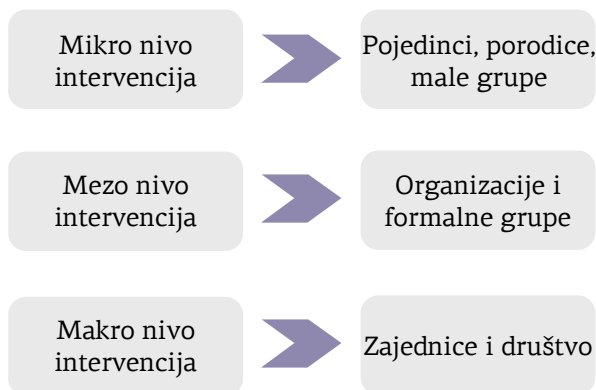 Mikro nivo
intervencija
Pojedinci, porodice,
male grupe
Mezo nivo
intervencija
Organizacije i
formalne grupe
Makro nivo
intervencija
Zajednice i društvo